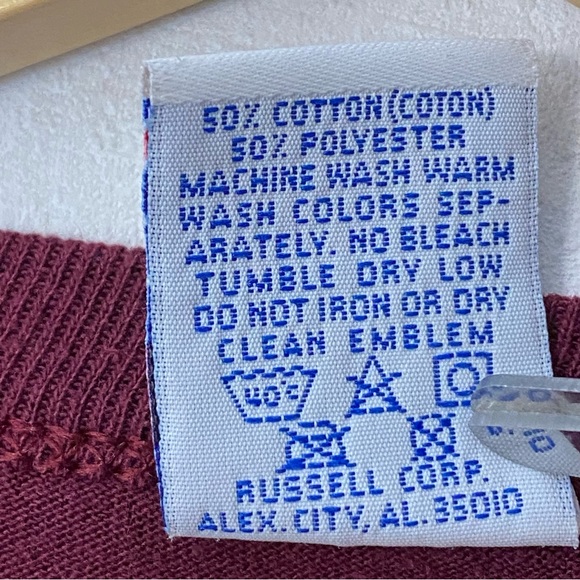 50% COTTON (COTON)
50% POLYESTER
MACHINE WASH WARM
WASH COLORS SEP-
ARATELY. NO BLEACH
TUMBLE DRY LOW
DO NOT IRON OR DRY
CLEAN EMBLEM
40°C
RUSSELL CORP.
ALEX. CITY, AL. 35010